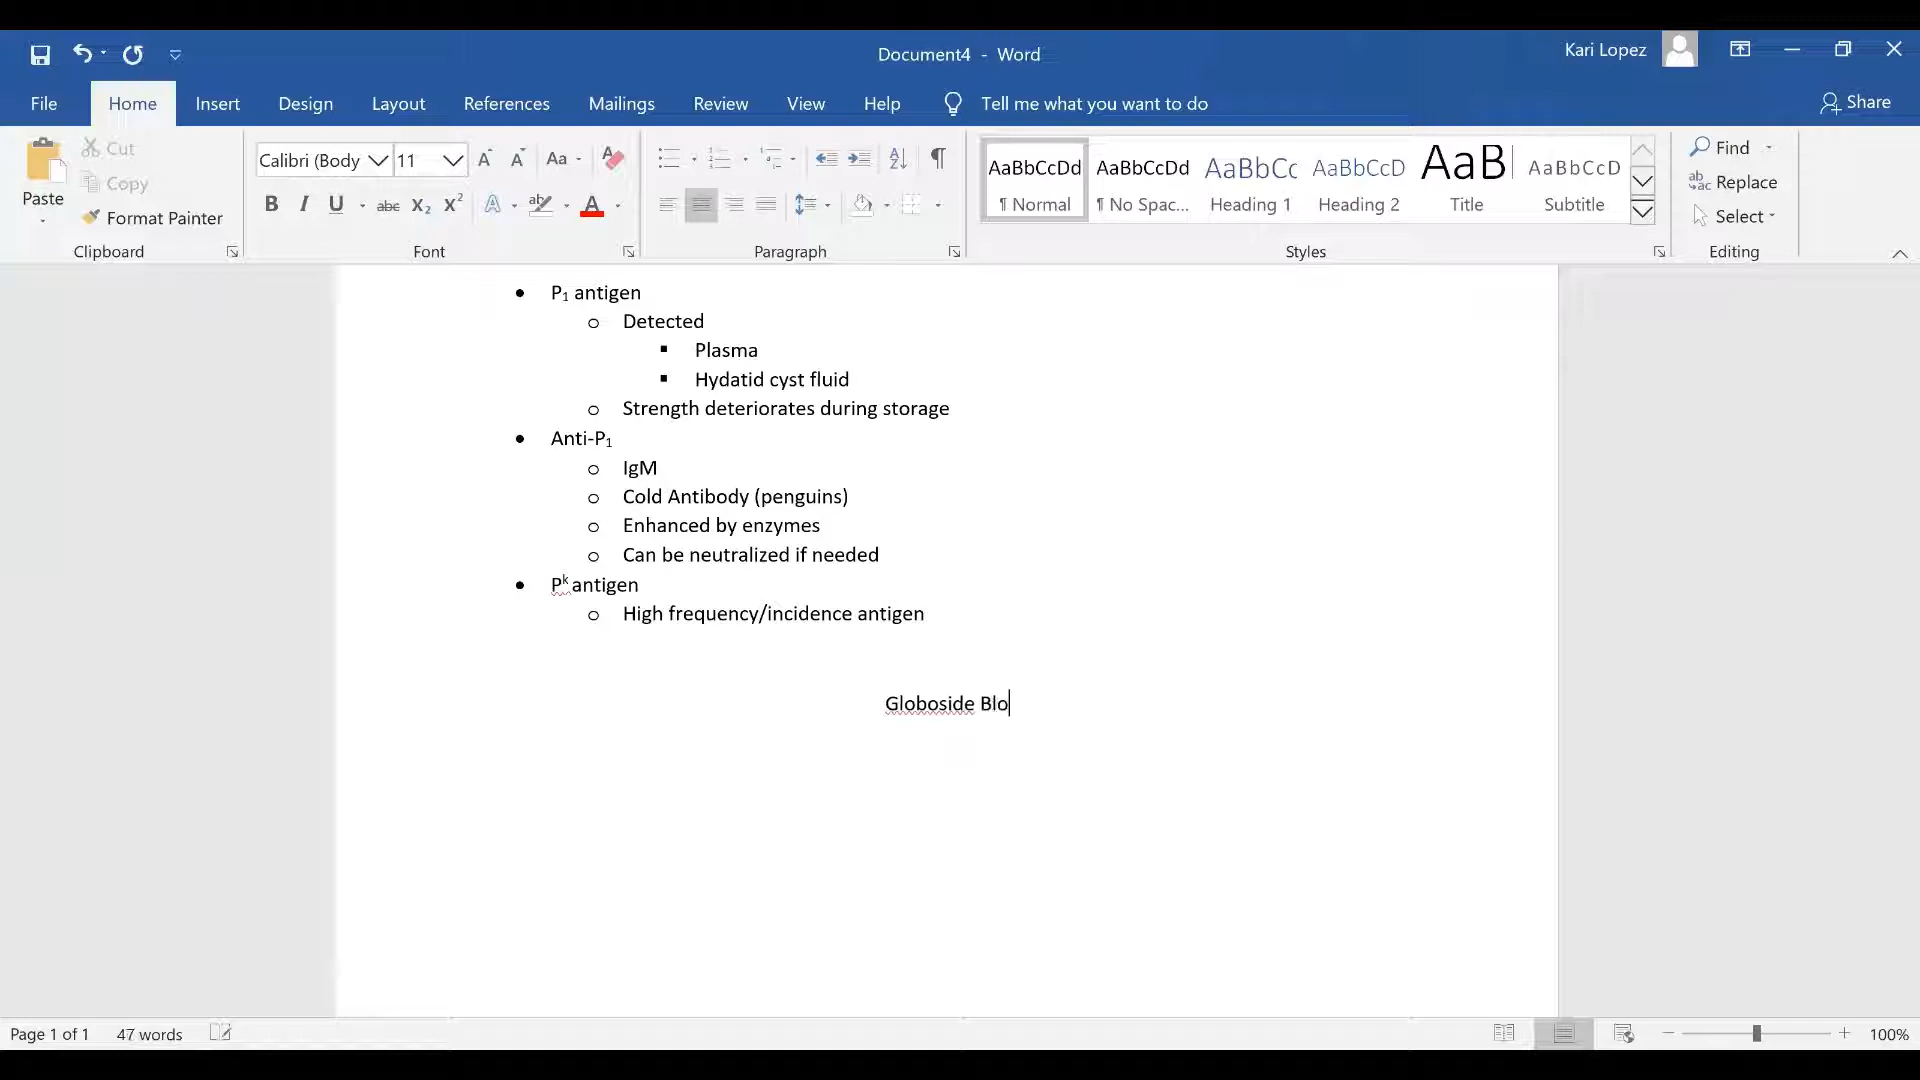 Document4 - Word
Kari Lopez
File Home Insert Design Layout References Mailings Review View Help Tell me what you want to do Share
Paste
Cut
Copy
Format Painter
Clipboard
Calibri (Body 11
Aa
B I U abc X₂ X² A A
Font
Paragraph
AaBbCcDd AaBbCcDd AaBbCc AaBbCcD AaB AaBbCcD
¶ Normal ¶ No Spac... Heading 1 Heading 2 Title Subtitle
Styles
Find
Replace
Select
Editing
• P₁ antigen
o Detected
▪ Plasma
▪ Hydatid cyst fluid
o Strength deteriorates during storage
• Anti-P₁
o IgM
o Cold Antibody (penguins)
o Enhanced by enzymes
o Can be neutralized if needed
• Pᵏ antigen
o High frequency/incidence antigen
Globoside Blo
Page 1 of 1 47 words 100%